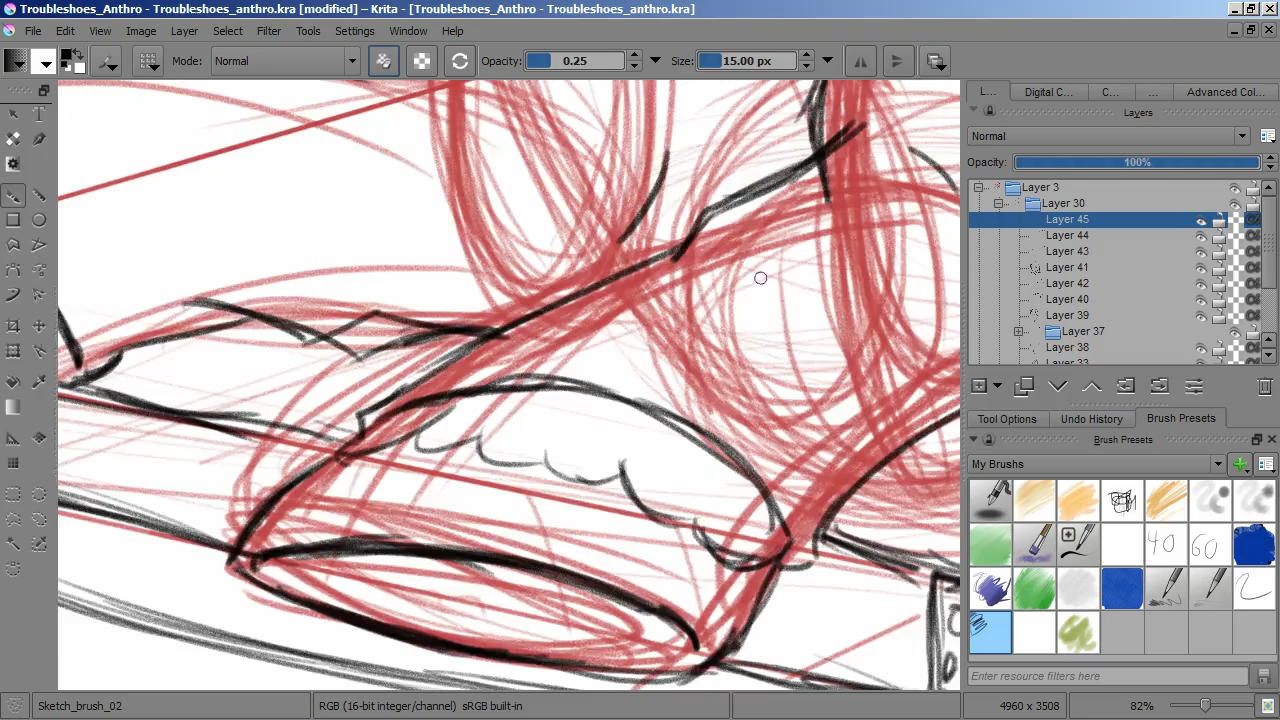 Troubleshoes_Anthro - Troubleshoes_anthro.kra [modified] – Krita - [Troubleshoes_Anthro - Troubleshoes_anthro.kra]
File Edit View Image Layer Select Filter Tools Settings Window Help
Mode: Normal Opacity: 0.25 Size: 15.00 px
L... Digital C... C... ... Advanced Col...
Layers
Normal
Opacity: 100%
Layer 3
Layer 30
Layer 45
Layer 44
Layer 43
Layer 41
Layer 42
Layer 40
Layer 39
Layer 37
Layer 38
Tool Options Undo History Brush Presets
Brush Presets
My Brushes
40 60
Enter resource filters here
Sketch_brush_02 RGB (16-bit integer/channel) sRGB built-in 4960 x 3508 82%